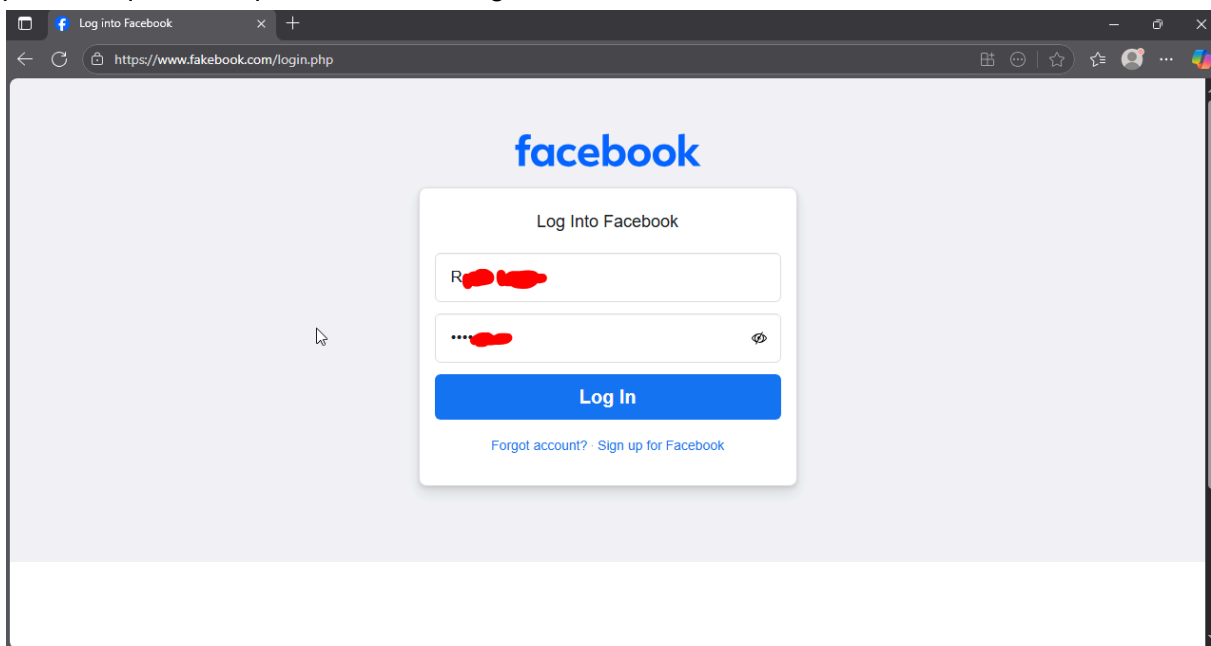 Log into Facebook
https://www.fakebook.com/login.php
facebook
Log Into Facebook
R
••••
Log In
Forgot account? · Sign up for Facebook